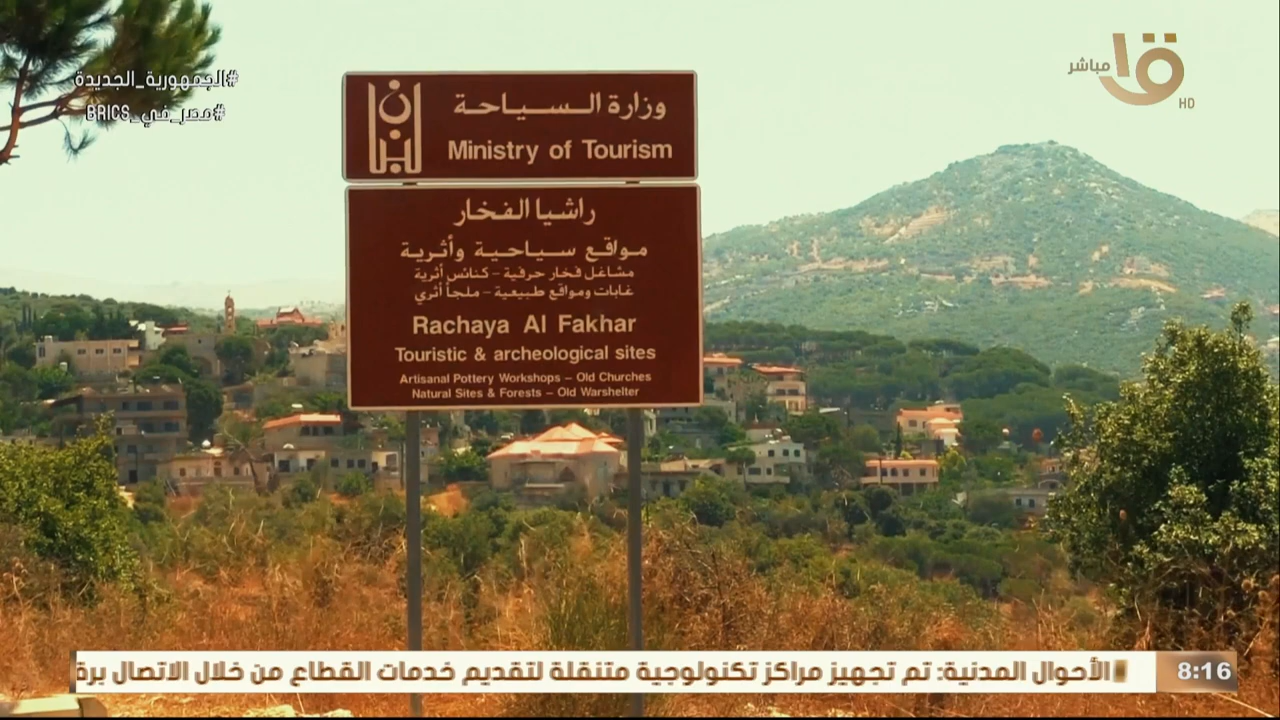 #الجمهورية_الجديدة
#مصر_في_BRICS
مباشر
HD
لبنان
وزارة السياحة
Ministry of Tourism
راشيا الفخار
مواقع سياحية وأثرية
مشاغل فخار حرفية – كنائس أثرية
غابات ومواقع طبيعية – ملجأ أثري
Rachaya Al Fakhar
Touristic & archeological sites
Artisanal Pottery Workshops – Old Churches
Natural Sites & Forests – Old Warshelter
الأحوال المدنية: تم تجهيز مراكز تكنولوجية متنقلة لتقديم خدمات القطاع من خلال الاتصال برق
8:16